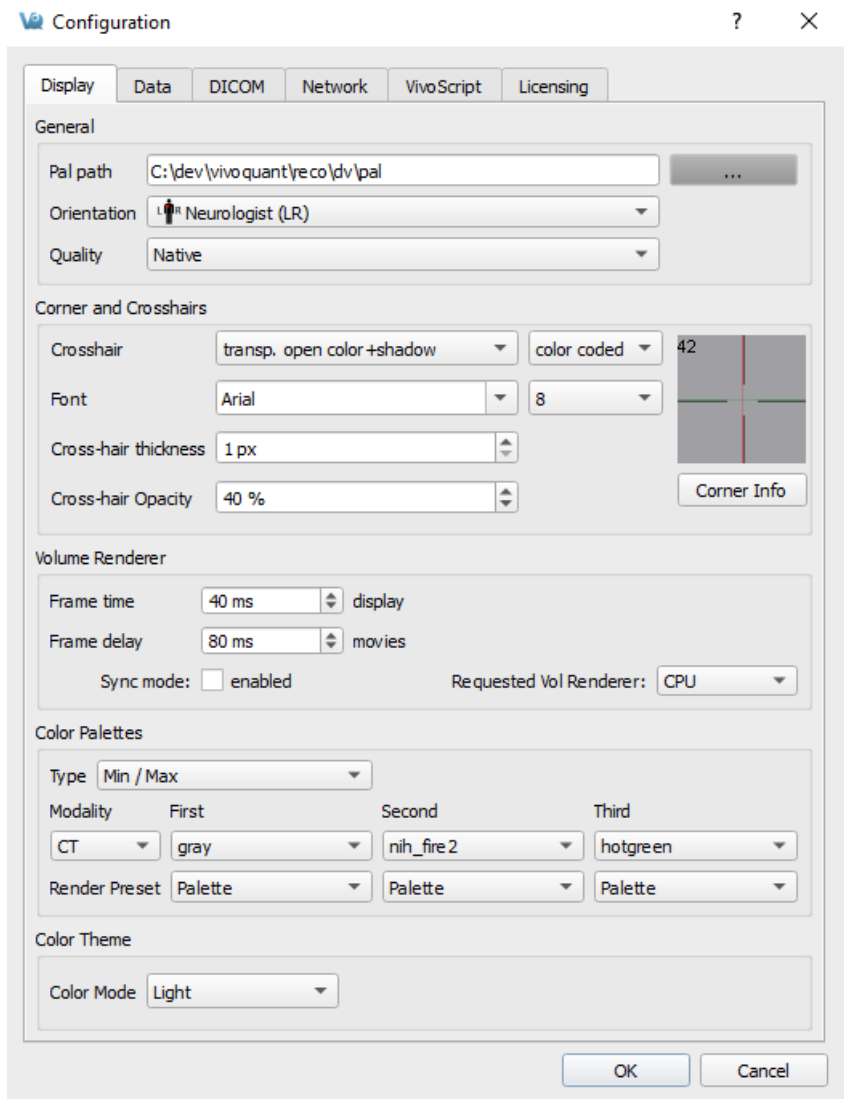 VQ Configuration ?
Display Data DICOM Network VivoScript Licensing
General
Pal path C:\dev\vivoquant\reco\dv\pal ...
Orientation L R Neurologist (LR)
Quality Native
Corner and Crosshairs
Crosshair transp. open color+shadow color coded 42
Font Arial 8
Cross-hair thickness 1 px
Cross-hair Opacity 40 % Corner Info
Volume Renderer
Frame time 40 ms display
Frame delay 80 ms movies
Sync mode: enabled Requested Vol Renderer: CPU
Color Palettes
Type Min / Max
Modality First Second Third
CT gray nih_fire2 hotgreen
Render Preset Palette Palette Palette
Color Theme
Color Mode Light
OK Cancel